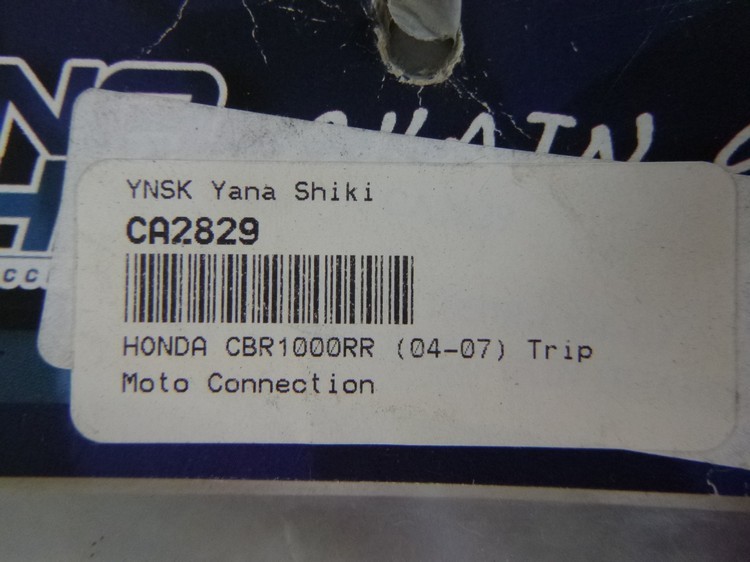 YNSK Yana Shiki
CA2829
HONDA CBR1000RR (04-07) Trip
Moto Connection